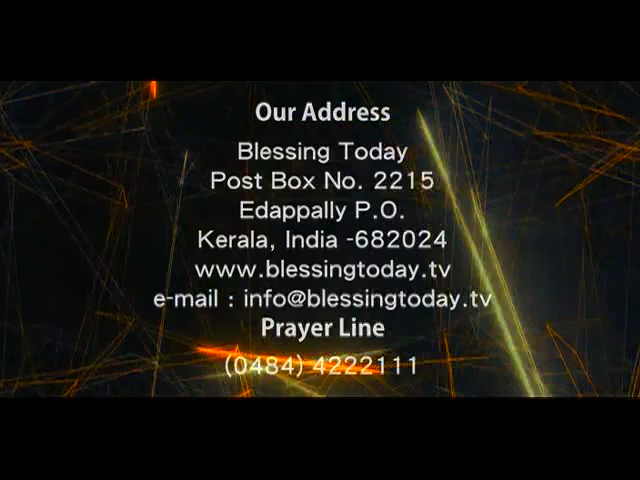 Our Address
Blessing Today
Post Box No. 2215
Edappally P.O.
Kerala, India -682024
www.blessingtoday.tv
e-mail : info@blessingtoday.tv
Prayer Line
(0484) 4222111